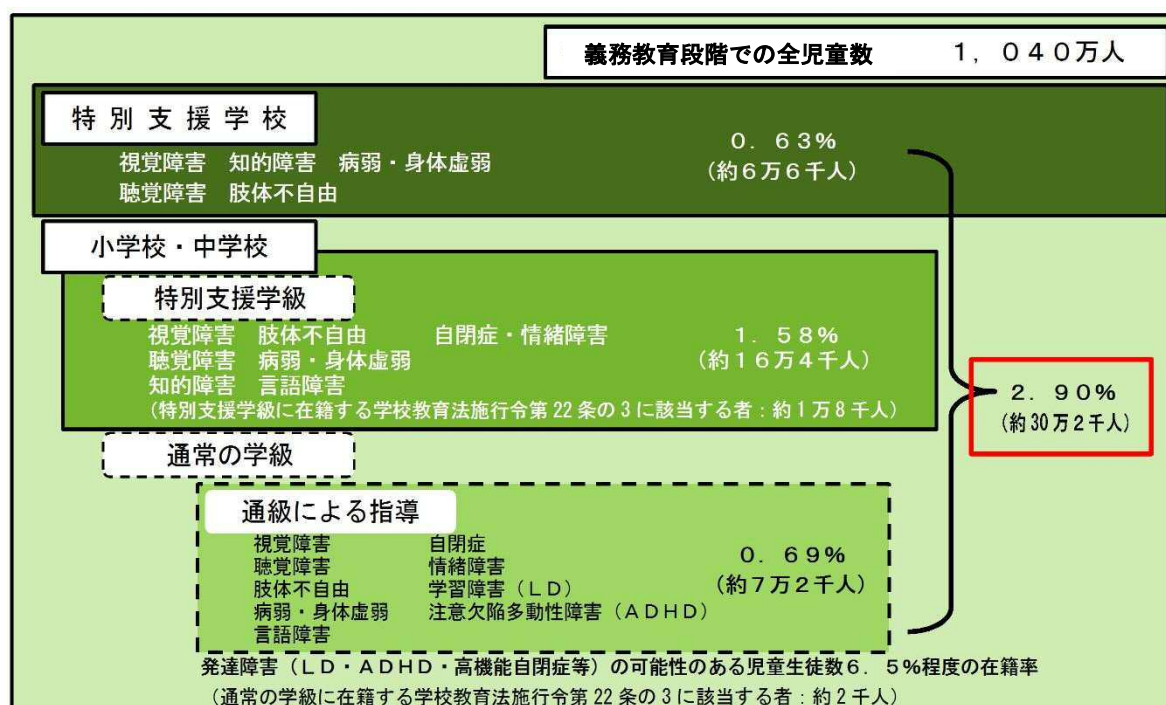 義務教育段階での全児童数　１，０４０万人
特別支援学校
視覚障害　知的障害　病弱・身体虚弱
聴覚障害　肢体不自由
０．６３％
（約６万６千人）
小学校・中学校
特別支援学級
視覚障害　肢体不自由　自閉症・情緒障害
聴覚障害　病弱・身体虚弱
知的障害　言語障害
１．５８％
（約１６万４千人）
（特別支援学級に在籍する学校教育法施行令第22条の3に該当する者：約1万8千人）
２．９０％
（約30万2千人）
通常の学級
通級による指導
視覚障害　自閉症
聴覚障害　情緒障害
肢体不自由　学習障害（ＬＤ）
病弱・身体虚弱　注意欠陥多動性障害（ＡＤＨＤ）
言語障害
０．６９％
（約７万２千人）
発達障害（ＬＤ・ＡＤＨＤ・高機能自閉症等）の可能性のある児童生徒数６．５％程度の在籍率
（通常の学級に在籍する学校教育法施行令第22条の3に該当する者：約2千人）